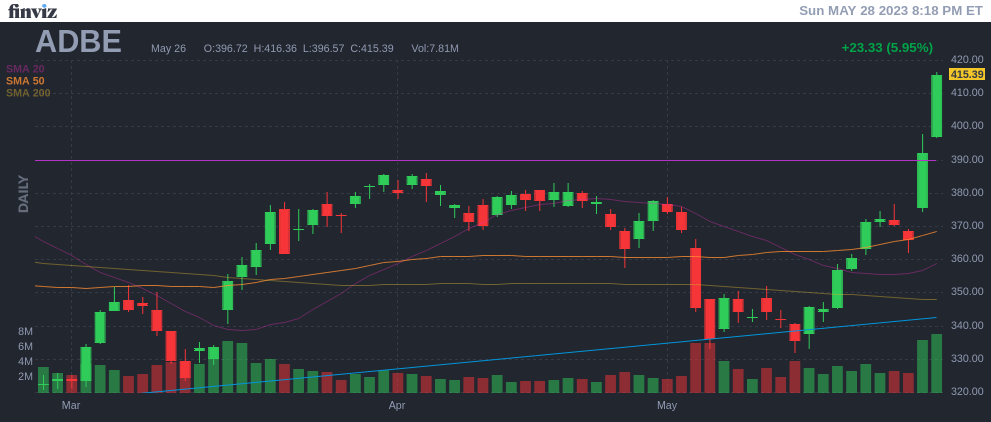 finviz
Sun MAY 28 2023 8:18 PM ET
ADBE
May 26 O:396.72 H:416.36 L:396.57 C:415.39 Vol:7.81M
+23.33 (5.95%)
SMA 20
SMA 50
SMA 200
DAILY
420.00
415.39
410.00
400.00
390.00
380.00
370.00
360.00
350.00
340.00
330.00
320.00
8M
6M
4M
2M
Mar
Apr
May